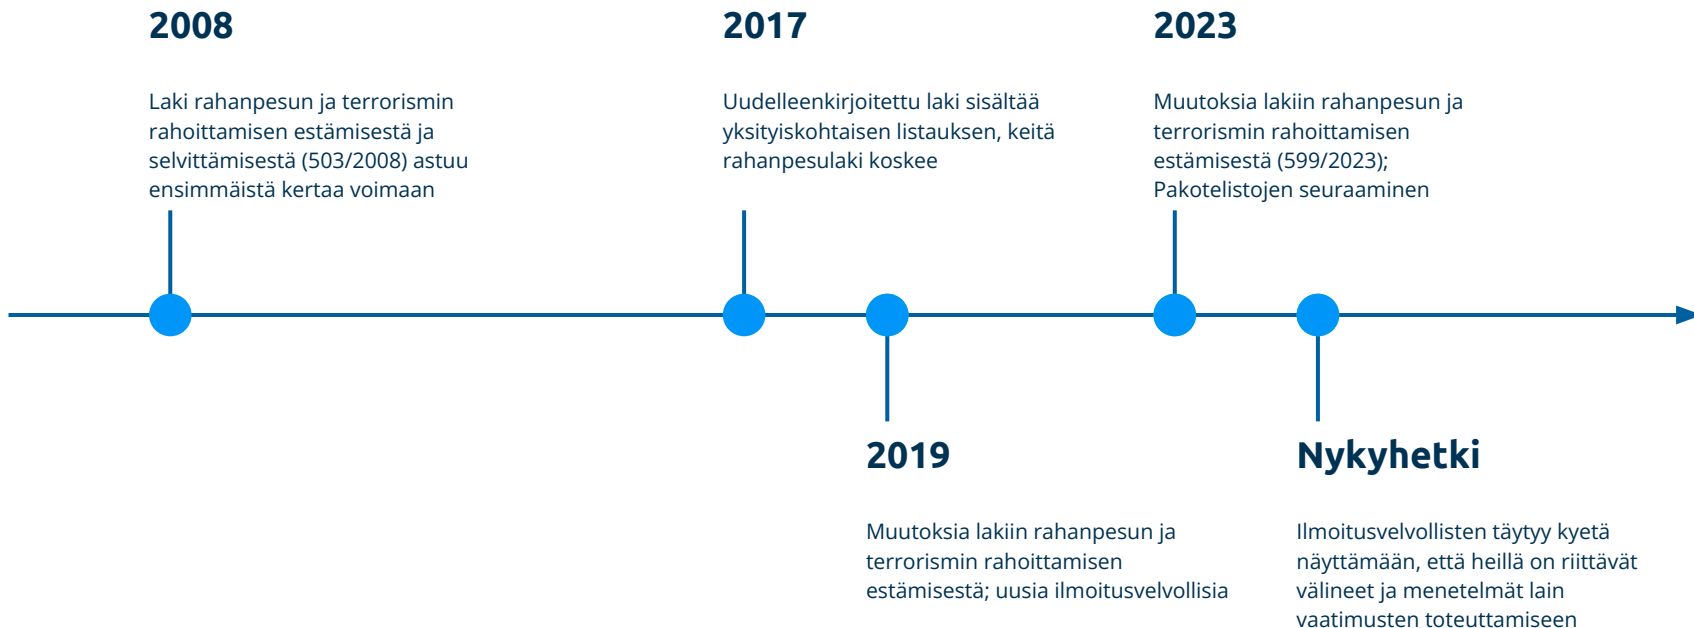 2008
Laki rahanpesun ja terrorismin
rahoittamisen estämisestä ja
selvittämisestä (503/2008) astuu
ensimmäistä kertaa voimaan
2017
Uudelleenkirjoitettu laki sisältää
yksityiskohtaisen listauksen, keitä
rahanpesulaki koskee
2019
Muutoksia lakiin rahanpesun ja
terrorismin rahoittamisen
estämisestä; uusia ilmoitusvelvollisia
2023
Muutoksia lakiin rahanpesun ja
terrorismin rahoittamisen
estämisestä (599/2023);
Pakotelistojen seuraaminen
Nykyhetki
Ilmoitusvelvollisten täytyy kyetä
näyttämään, että heillä on riittävät
välineet ja menetelmät lain
vaatimusten toteuttamiseen